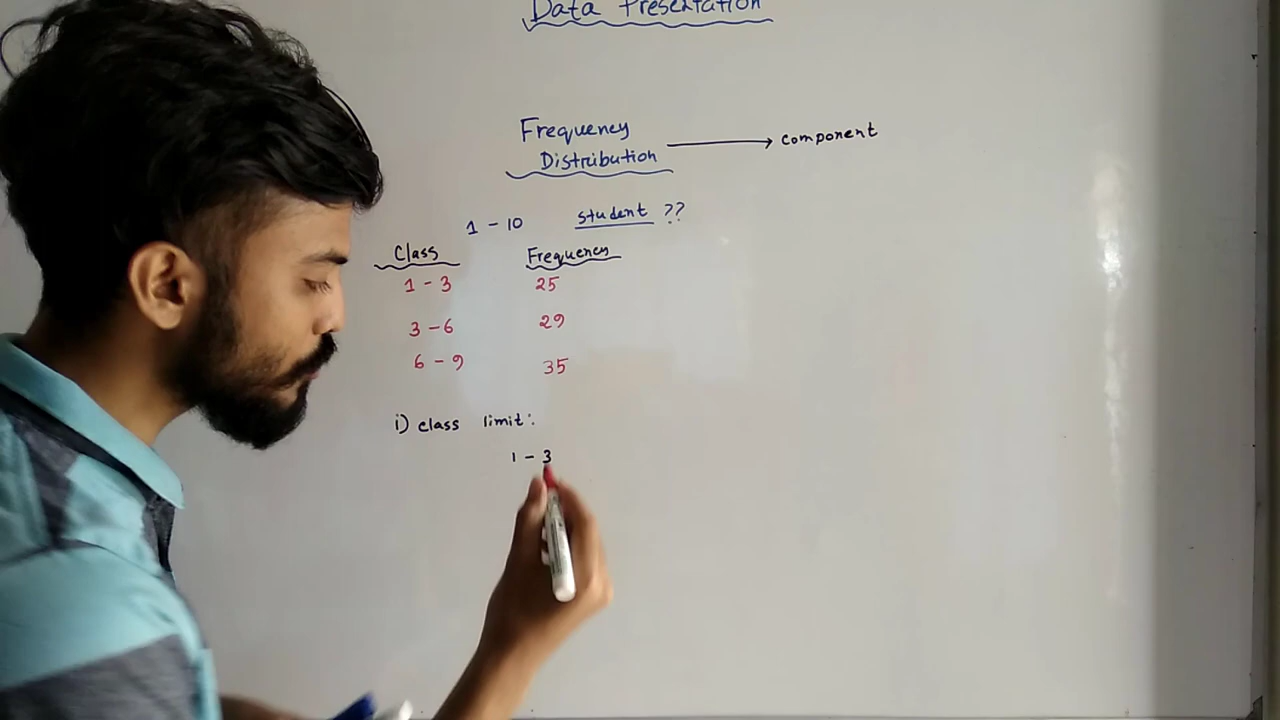 Data Presentation
Frequency
Distribution → component
1 - 10 student ??
Class Frequency
1 - 3 25
3 - 6 29
6 - 9 35
i) class limit:
1 - 3